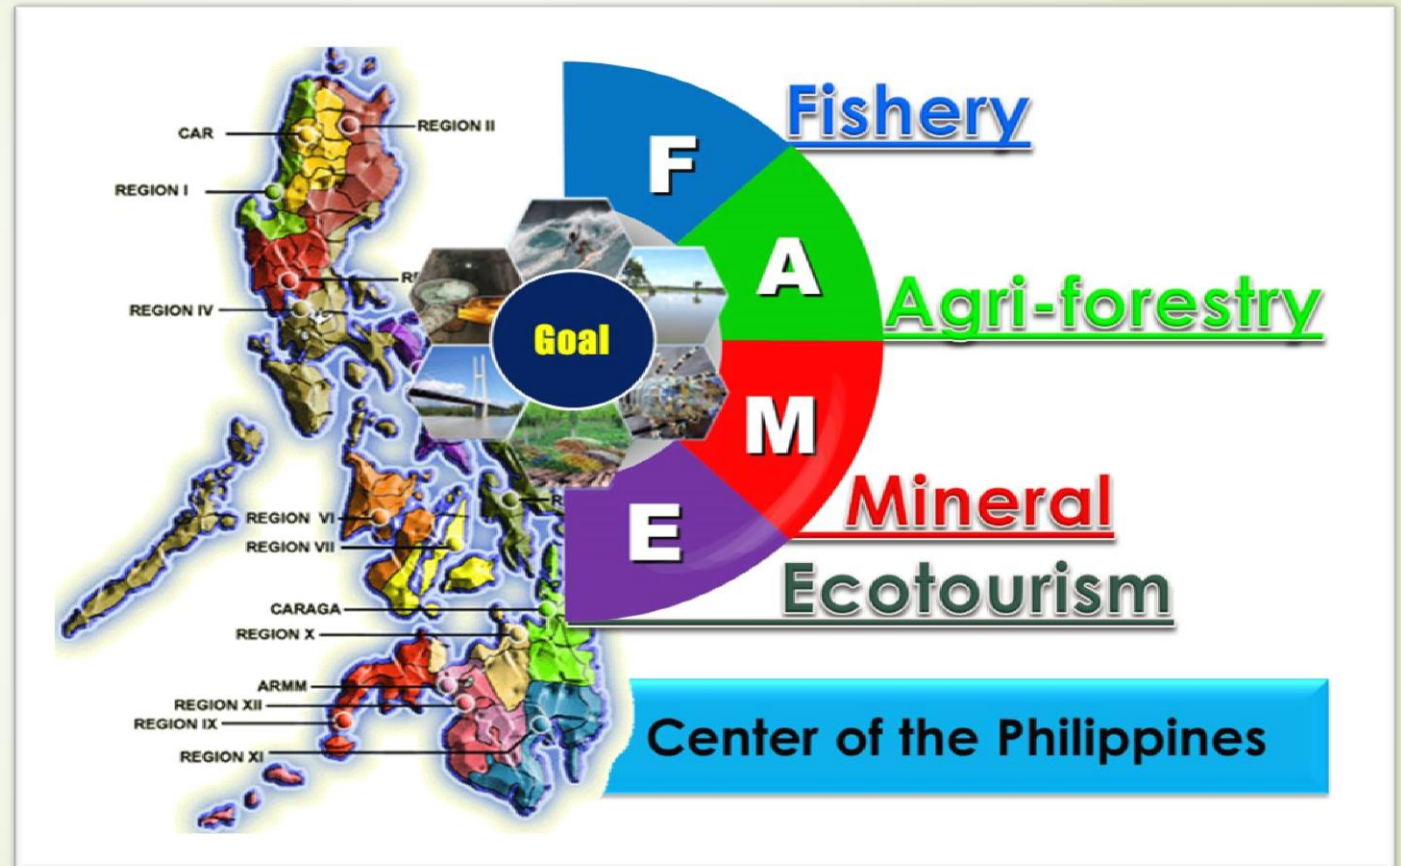 CAR
REGION II
REGION I
REGION IV
REGION VI
REGION VII
CARAGA
REGION X
ARMM
REGION XII
REGION IX
REGION XI
Goal
F
A
M
E
Fishery
Agri-forestry
Mineral
Ecotourism
Center of the Philippines